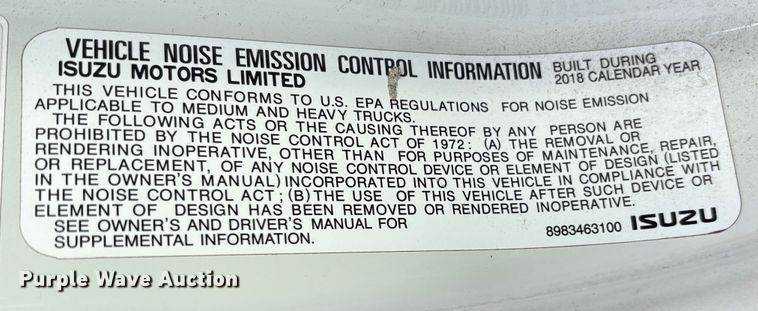 VEHICLE NOISE EMISSION CONTROL INFORMATION BUILT DURING
ISUZU MOTORS LIMITED 2018 CALENDAR YEAR
THIS VEHICLE CONFORMS TO U.S. EPA REGULATIONS FOR NOISE EMISSION
APPLICABLE TO MEDIUM AND HEAVY TRUCKS.
THE FOLLOWING ACTS OR THE CAUSING THEREOF BY ANY PERSON ARE
PROHIBITED BY THE NOISE CONTROL ACT OF 1972: (A) THE REMOVAL OR
RENDERING INOPERATIVE, OTHER THAN FOR PURPOSES OF MAINTENANCE, REPAIR,
OR REPLACEMENT, OF ANY NOISE CONTROL DEVICE OR ELEMENT OF DESIGN (LISTED
IN THE OWNER'S MANUAL) INCORPORATED INTO THIS VEHICLE IN COMPLIANCE WITH
THE NOISE CONTROL ACT; (B) THE USE OF THIS VEHICLE AFTER SUCH DEVICE OR
ELEMENT OF DESIGN HAS BEEN REMOVED OR RENDERED INOPERATIVE.
SEE OWNER'S AND DRIVER'S MANUAL FOR
SUPPLEMENTAL INFORMATION. 8983463100 ISUZU
Purple Wave Auction